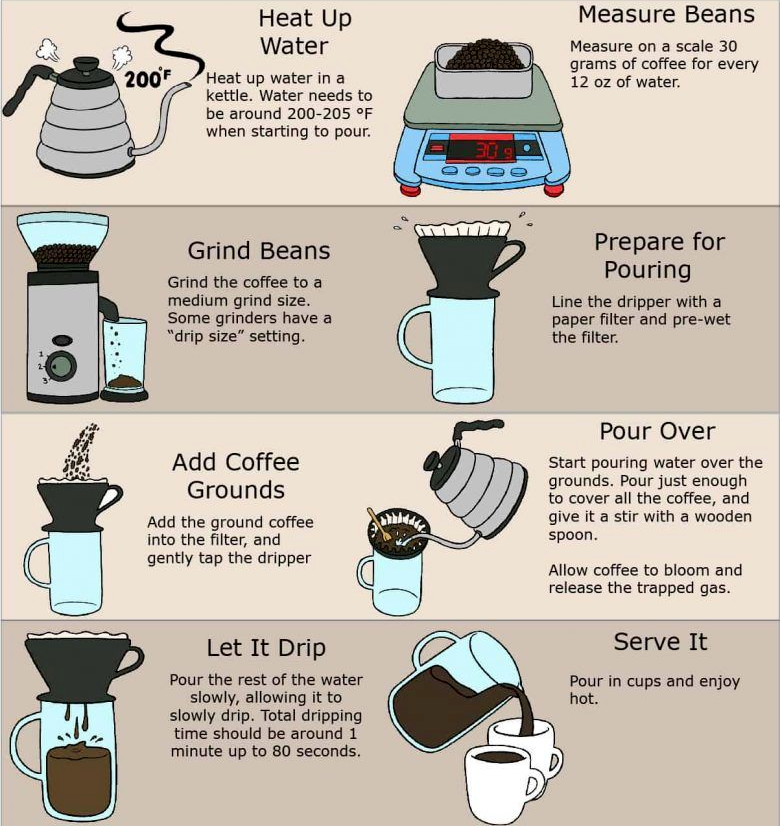 Heat Up
Water
200°F
Heat up water in a
kettle. Water needs to
be around 200-205 °F
when starting to pour.
Measure Beans
Measure on a scale 30
grams of coffee for every
12 oz of water.
30 g
Grind Beans
Grind the coffee to a
medium grind size.
Some grinders have a
“drip size” setting.
1
2
3
Prepare for
Pouring
Line the dripper with a
paper filter and pre-wet
the filter.
Add Coffee
Grounds
Add the ground coffee
into the filter, and
gently tap the dripper
Pour Over
Start pouring water over the
grounds. Pour just enough
to cover all the coffee, and
give it a stir with a wooden
spoon.
Allow coffee to bloom and
release the trapped gas.
Let It Drip
Pour the rest of the water
slowly, allowing it to
slowly drip. Total dripping
time should be around 1
minute up to 80 seconds.
Serve It
Pour in cups and enjoy
hot.